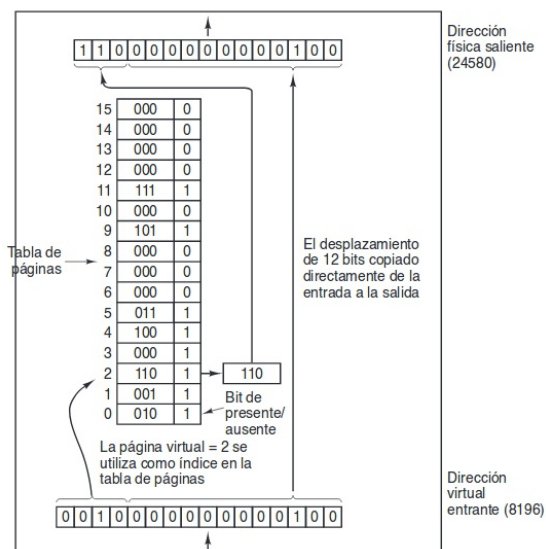 Dirección
física saliente
(24580)
1 1 0 0 0 0 0 0 0 0 0 0 1 0 0
15 000 0
14 000 0
13 000 0
12 000 0
11 111 1
10 000 0
9 101 1
8 000 0
7 000 0
6 000 0
5 011 1
4 100 1
3 000 1
2 110 1 110
1 001 1
0 010 1
Tabla de
páginas
El desplazamiento
de 12 bits copiado
directamente de la
entrada a la salida
Bit de
presente/
ausente
La página virtual = 2 se
utiliza como índice en la
tabla de páginas
Dirección
virtual
entrante (8196)
0 0 1 0 0 0 0 0 0 0 0 0 0 1 0 0